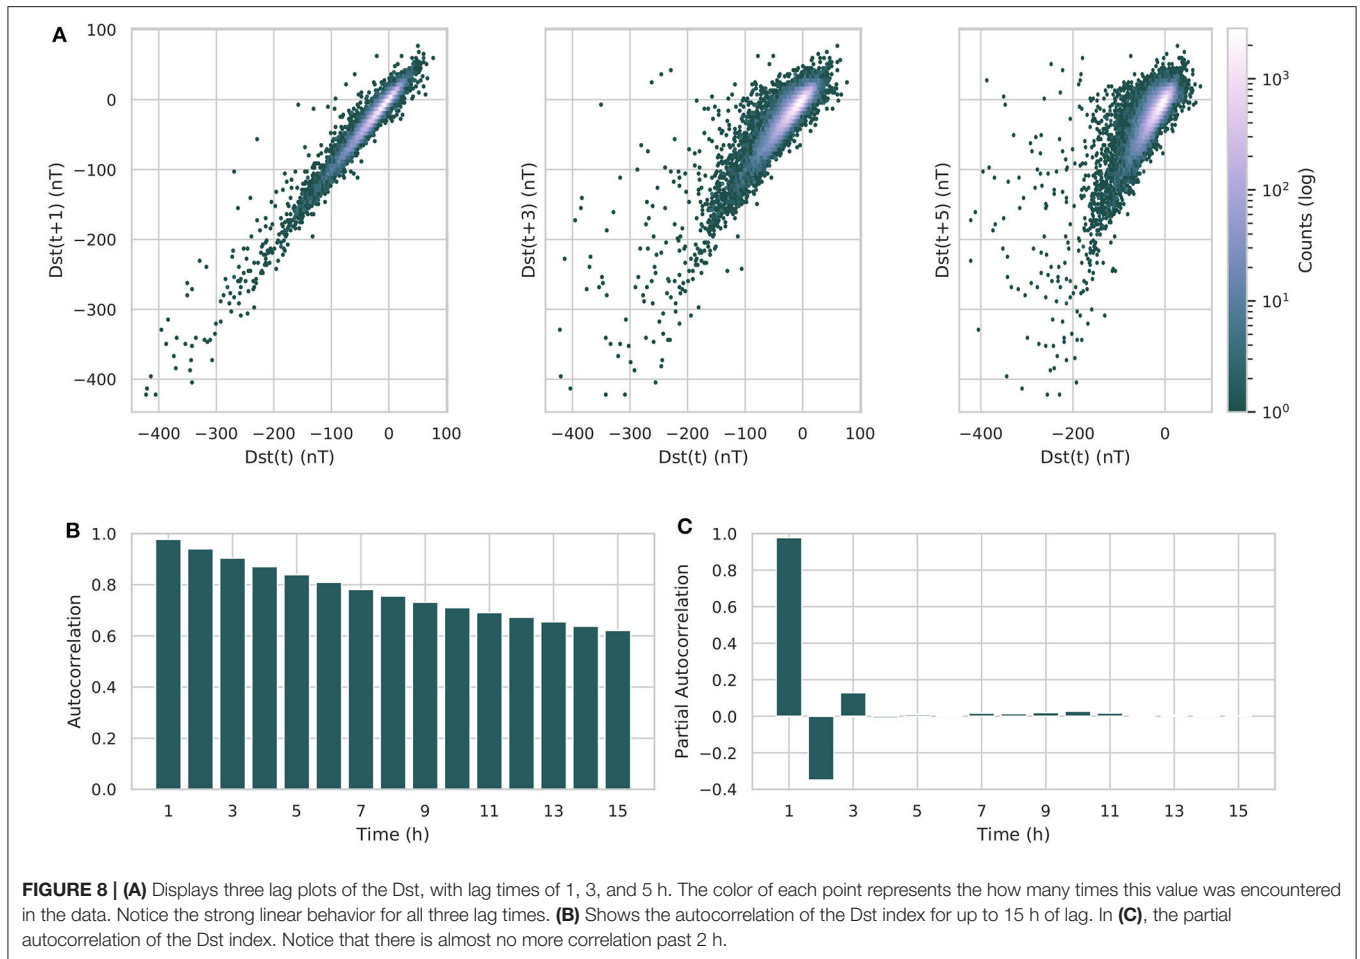 A
100
0
−100
−200
−300
−400
Dst(t+1) (nT)
−400 −300 −200 −100 0 100
Dst(t) (nT)
Dst(t+3) (nT)
−400 −300 −200 −100 0 100
Dst(t) (nT)
Dst(t+5) (nT)
−400 −200 0
Dst(t) (nT)
10³
10²
10¹
10⁰
Counts (log)
B
1.0
0.8
0.6
0.4
0.2
0.0
Autocorrelation
1 3 5 7 9 11 13 15
Time (h)
C
1.0
0.8
0.6
0.4
0.2
0.0
−0.2
−0.4
Partial Autocorrelation
1 3 5 7 9 11 13 15
Time (h)
FIGURE 8 | (A) Displays three lag plots of the Dst, with lag times of 1, 3, and 5 h. The color of each point represents the how many times this value was encountered
in the data. Notice the strong linear behavior for all three lag times. (B) Shows the autocorrelation of the Dst index for up to 15 h of lag. In (C), the partial
autocorrelation of the Dst index. Notice that there is almost no more correlation past 2 h.